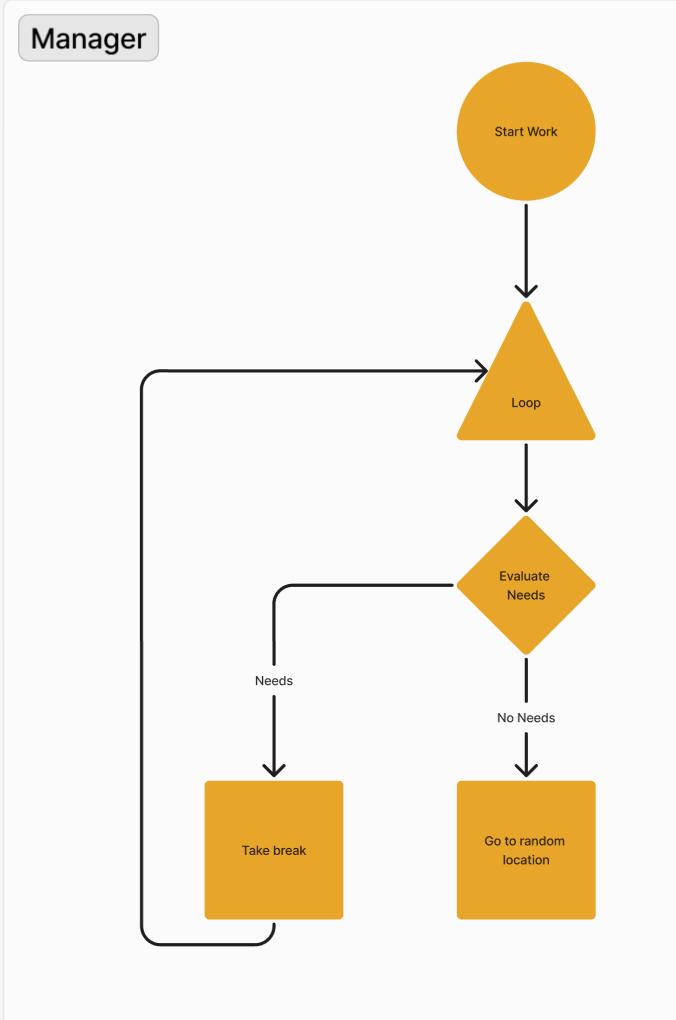 Manager
Start Work
Loop
Evaluate
Needs
Needs
No Needs
Take break
Go to random
location